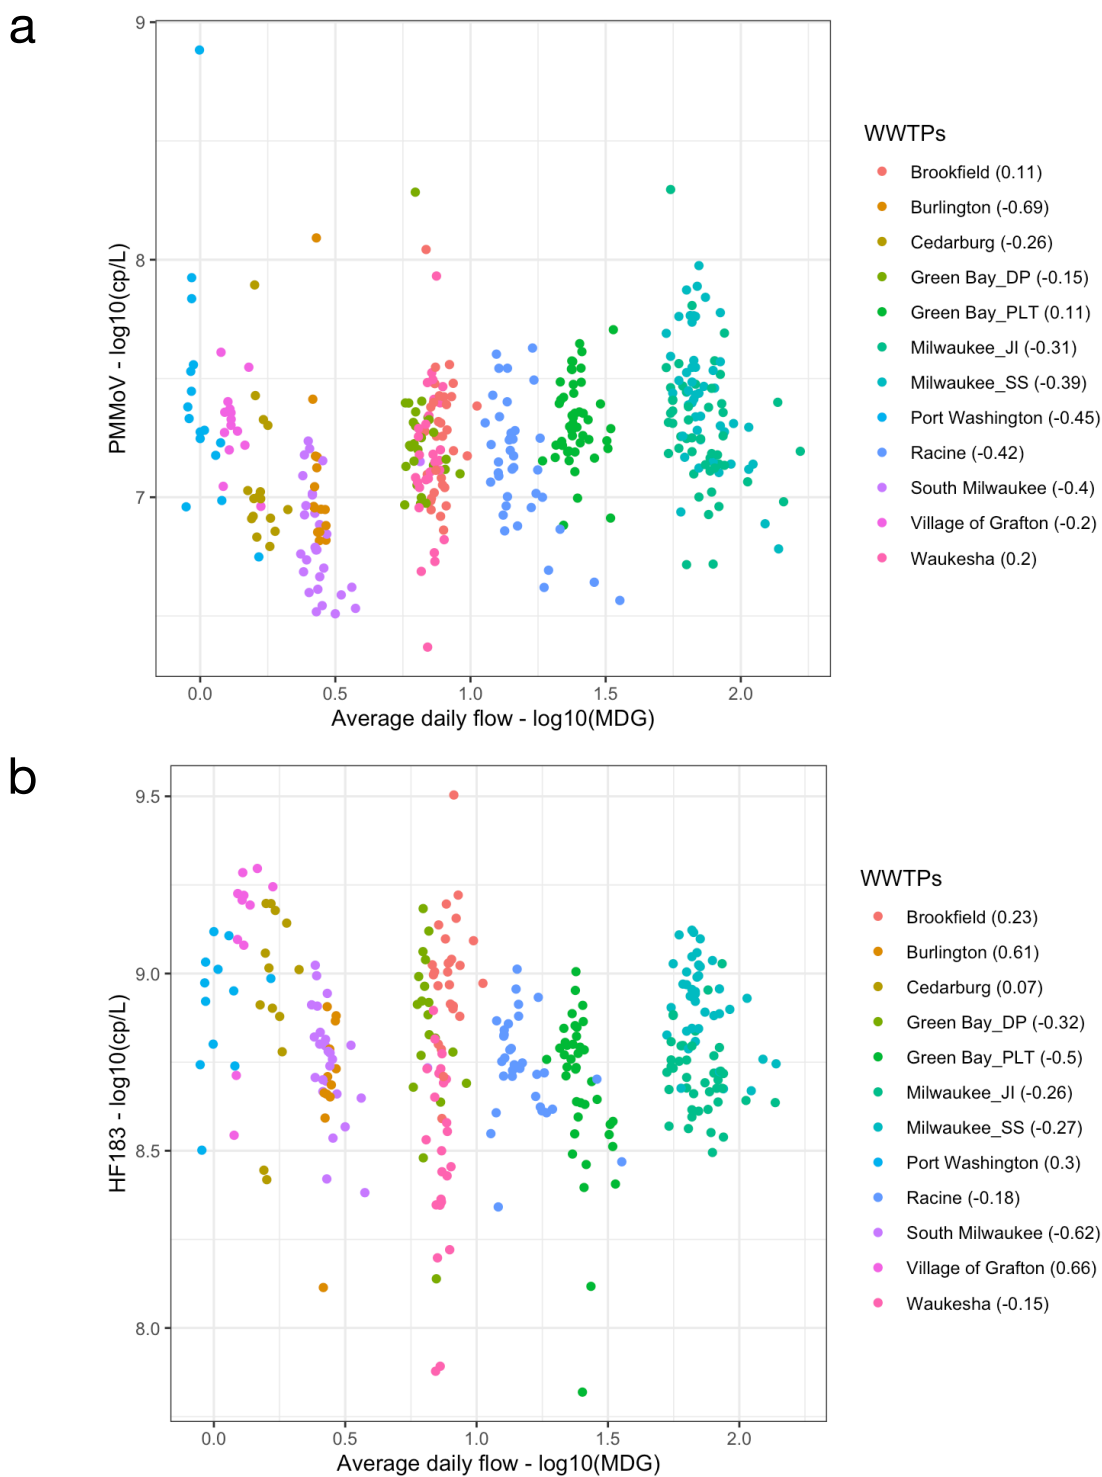 a
9
8
7
PMMoV - log10(cp/L)
0.0 0.5 1.0 1.5 2.0
Average daily flow - log10(MDG)
WWTPs
Brookfield (0.11)
Burlington (-0.69)
Cedarburg (-0.26)
Green Bay_DP (-0.15)
Green Bay_PLT (0.11)
Milwaukee_JI (-0.31)
Milwaukee_SS (-0.39)
Port Washington (-0.45)
Racine (-0.42)
South Milwaukee (-0.4)
Village of Grafton (-0.2)
Waukesha (0.2)
b
9.5
9.0
8.5
8.0
HF183 - log10(cp/L)
0.0 0.5 1.0 1.5 2.0
Average daily flow - log10(MDG)
WWTPs
Brookfield (0.23)
Burlington (0.61)
Cedarburg (0.07)
Green Bay_DP (-0.32)
Green Bay_PLT (-0.5)
Milwaukee_JI (-0.26)
Milwaukee_SS (-0.27)
Port Washington (0.3)
Racine (-0.18)
South Milwaukee (-0.62)
Village of Grafton (0.66)
Waukesha (-0.15)